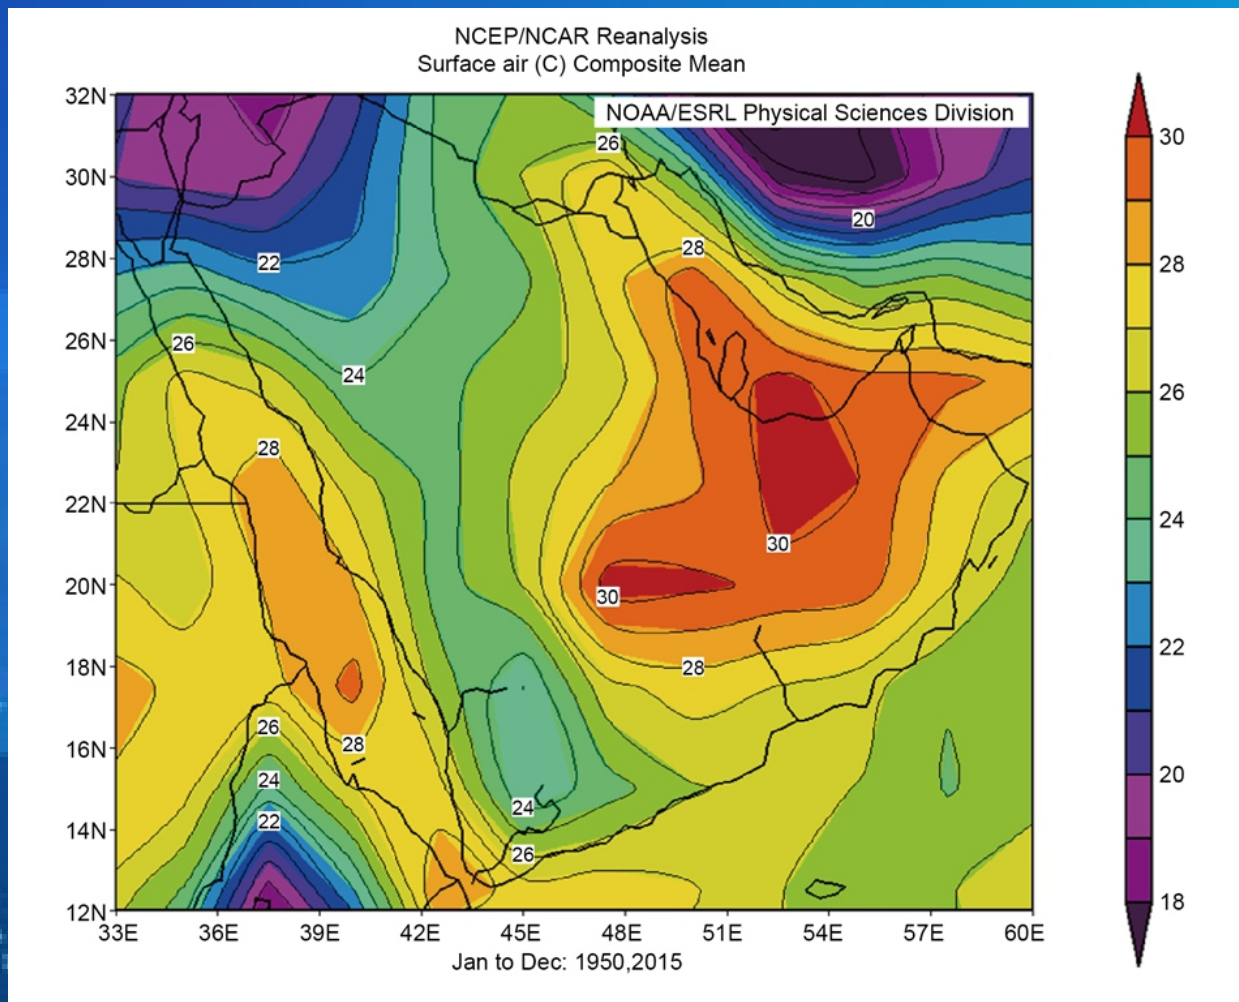 NCEP/NCAR Reanalysis
Surface air (C) Composite Mean
NOAA/ESRL Physical Sciences Division
32N
30N
28N
26N
24N
22N
20N
18N
16N
14N
12N
33E 36E 39E 42E 45E 48E 51E 54E 57E 60E
Jan to Dec: 1950,2015
26
20
28
22
26
24
28
30
30
28
26
28
24
24
22
26
30
28
26
24
22
20
18